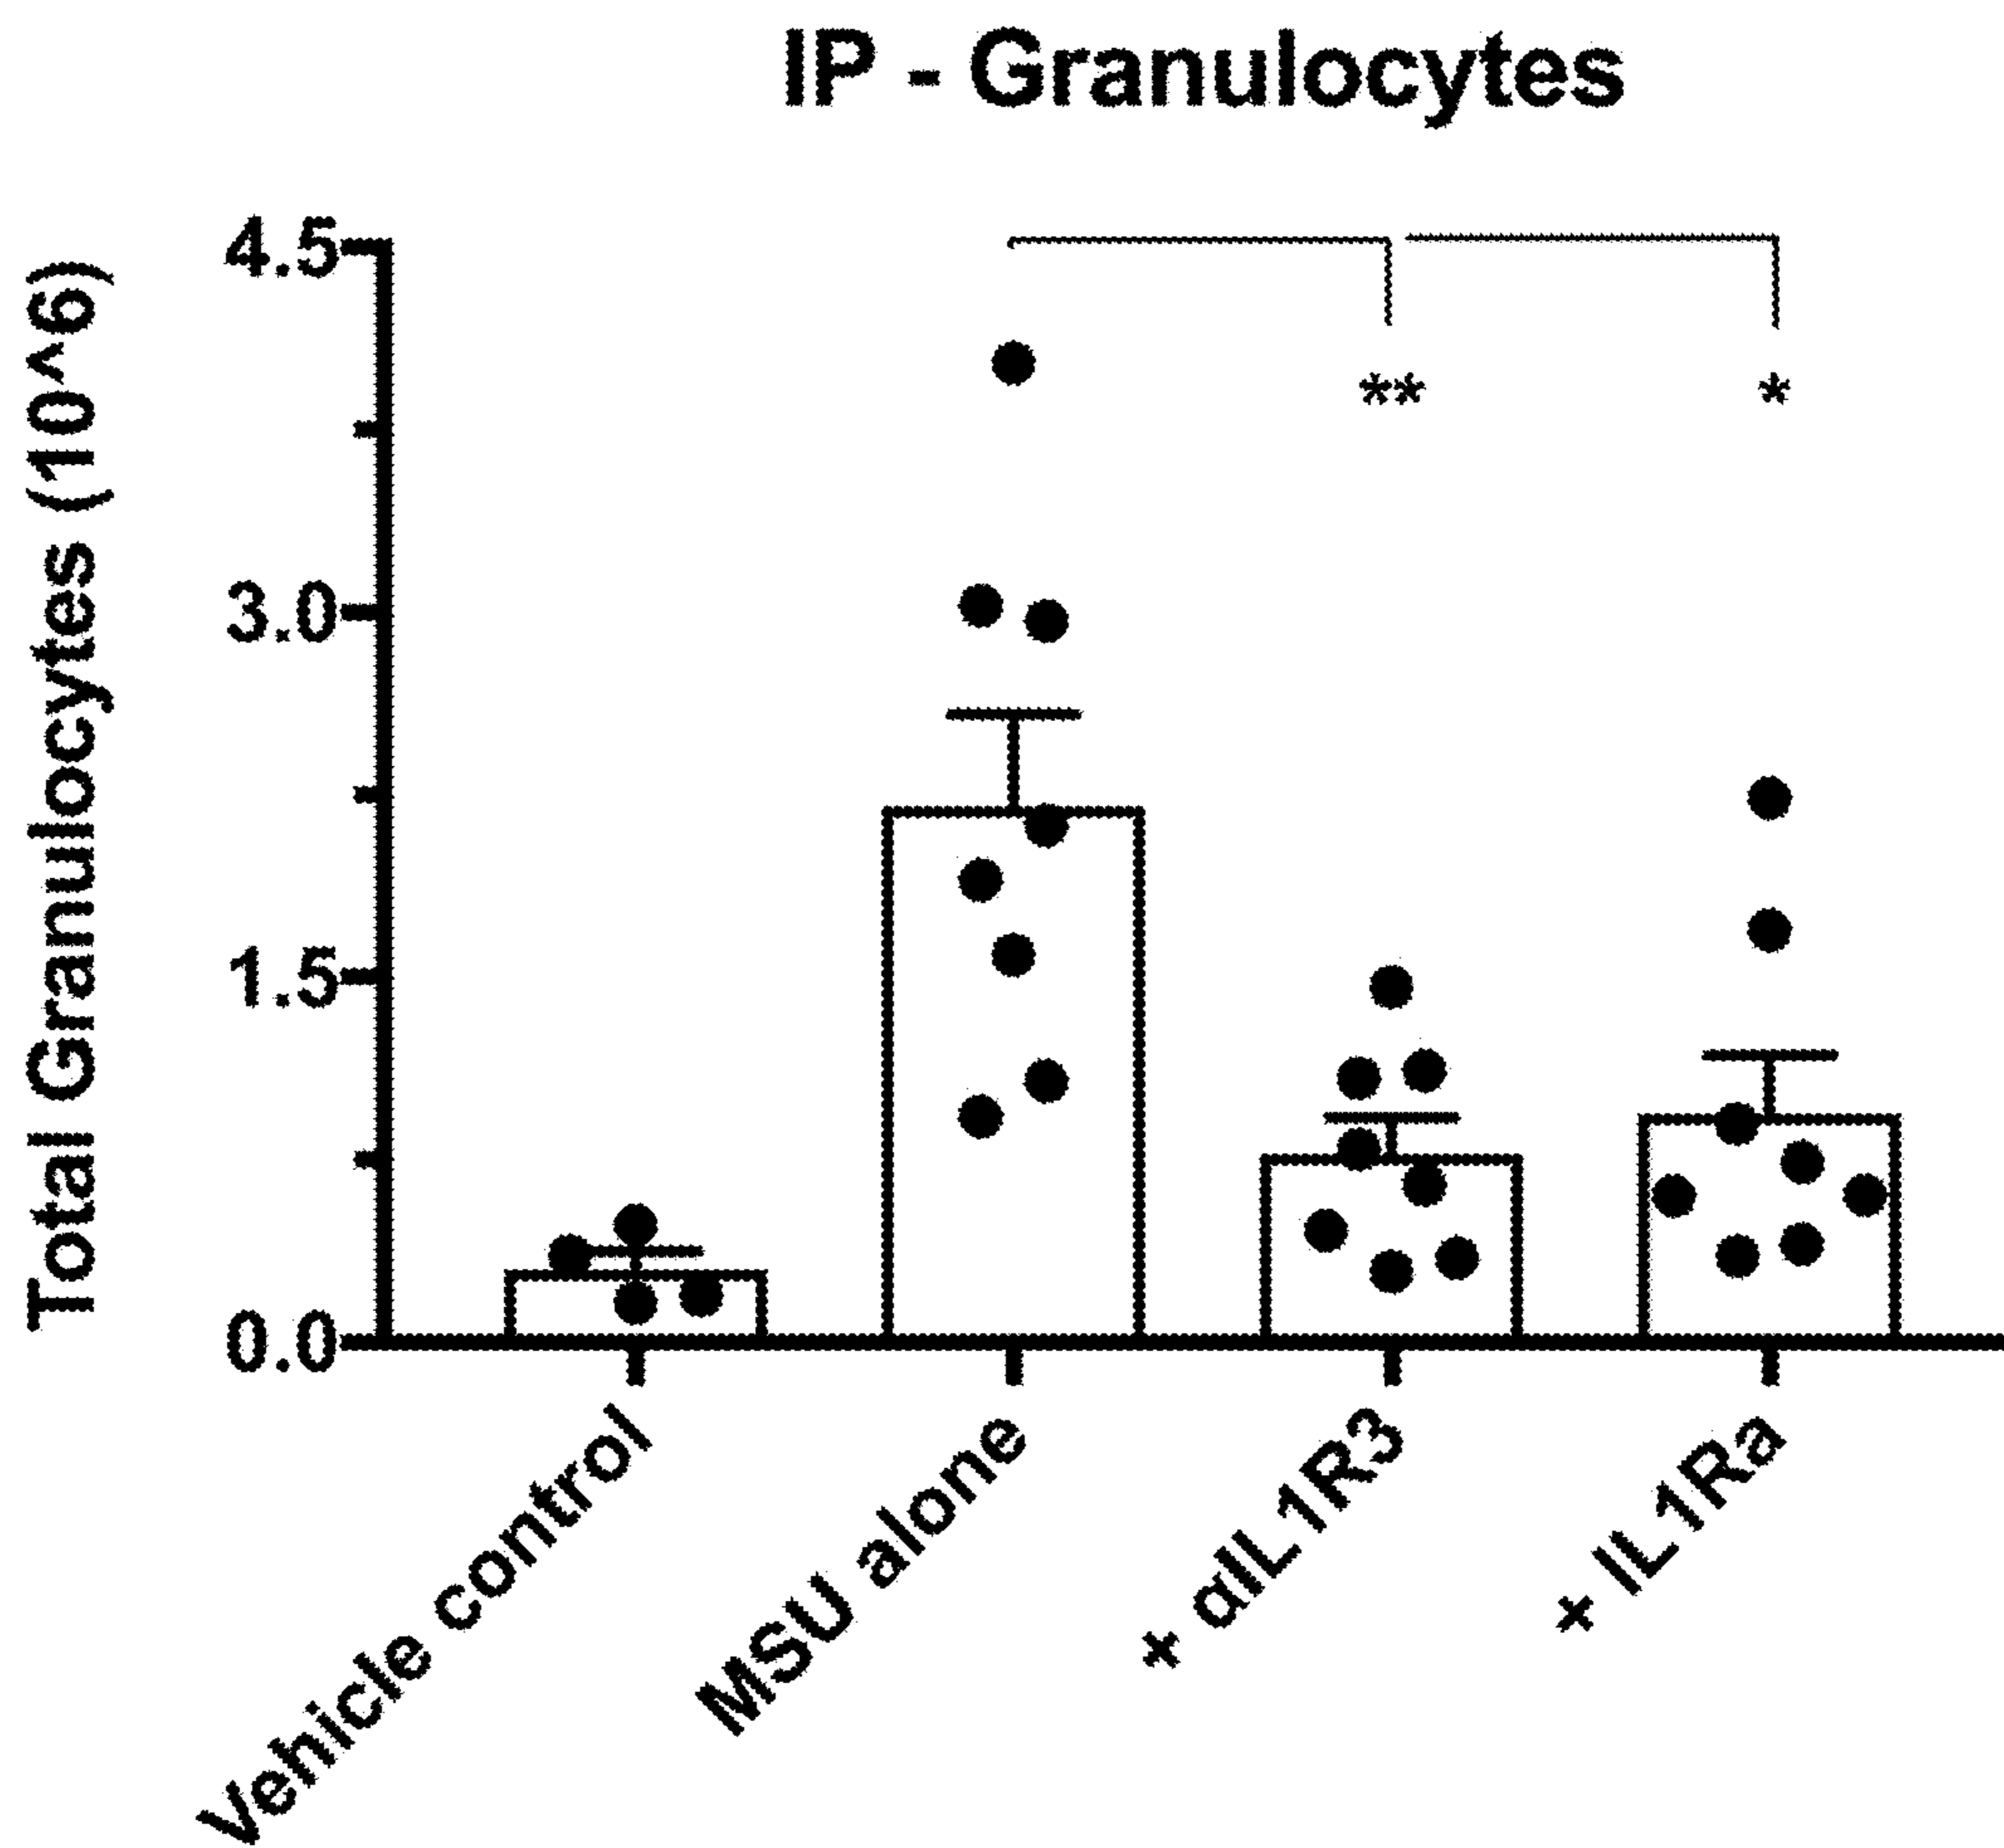 IP - Granulocytes
Total Granulocytes (10^6)
4.5
3.0
1.5
0.0
**
*
Vehicle control
MSU alone
+ αIL1R3
+ IL1Ra